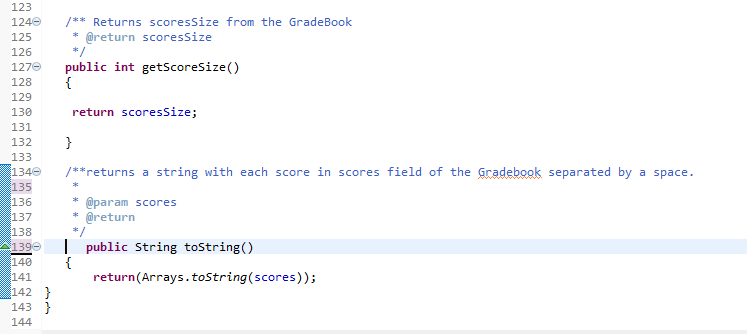 123
124 /** Returns scoresSize from the GradeBook
125 * @return scoresSize
126 */
127 public int getScoreSize()
128 {
129
130 return scoresSize;
131
132 }
133
134 /**returns a string with each score in scores field of the Gradebook separated by a space.
135 *
136 * @param scores
137 * @return
138 */
139 public String toString()
140 {
141 return(Arrays.toString(scores));
142 }
143 }
144